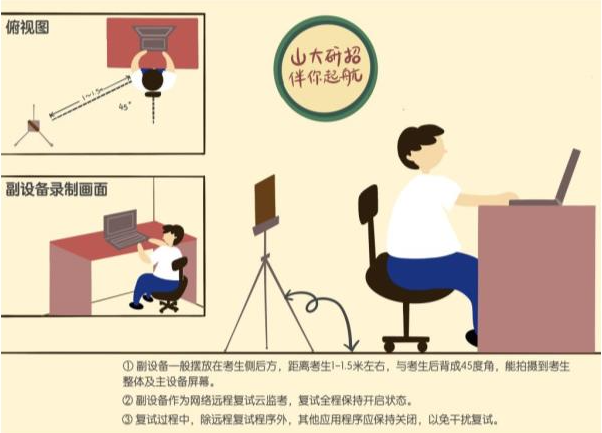 俯视图
山大研招
伴你起航
1~1.5m
45°
副设备录制画面
① 副设备一般摆放在考生侧后方，距离考生1-1.5米左右，与考生后背成45度角，能拍摄到考生
整体及主设备屏幕。
② 副设备作为网络远程复试云监考，复试全程保持开启状态。
③ 复试过程中，除远程复试程序外，其他应用程序应保持关闭，以免干扰复试。